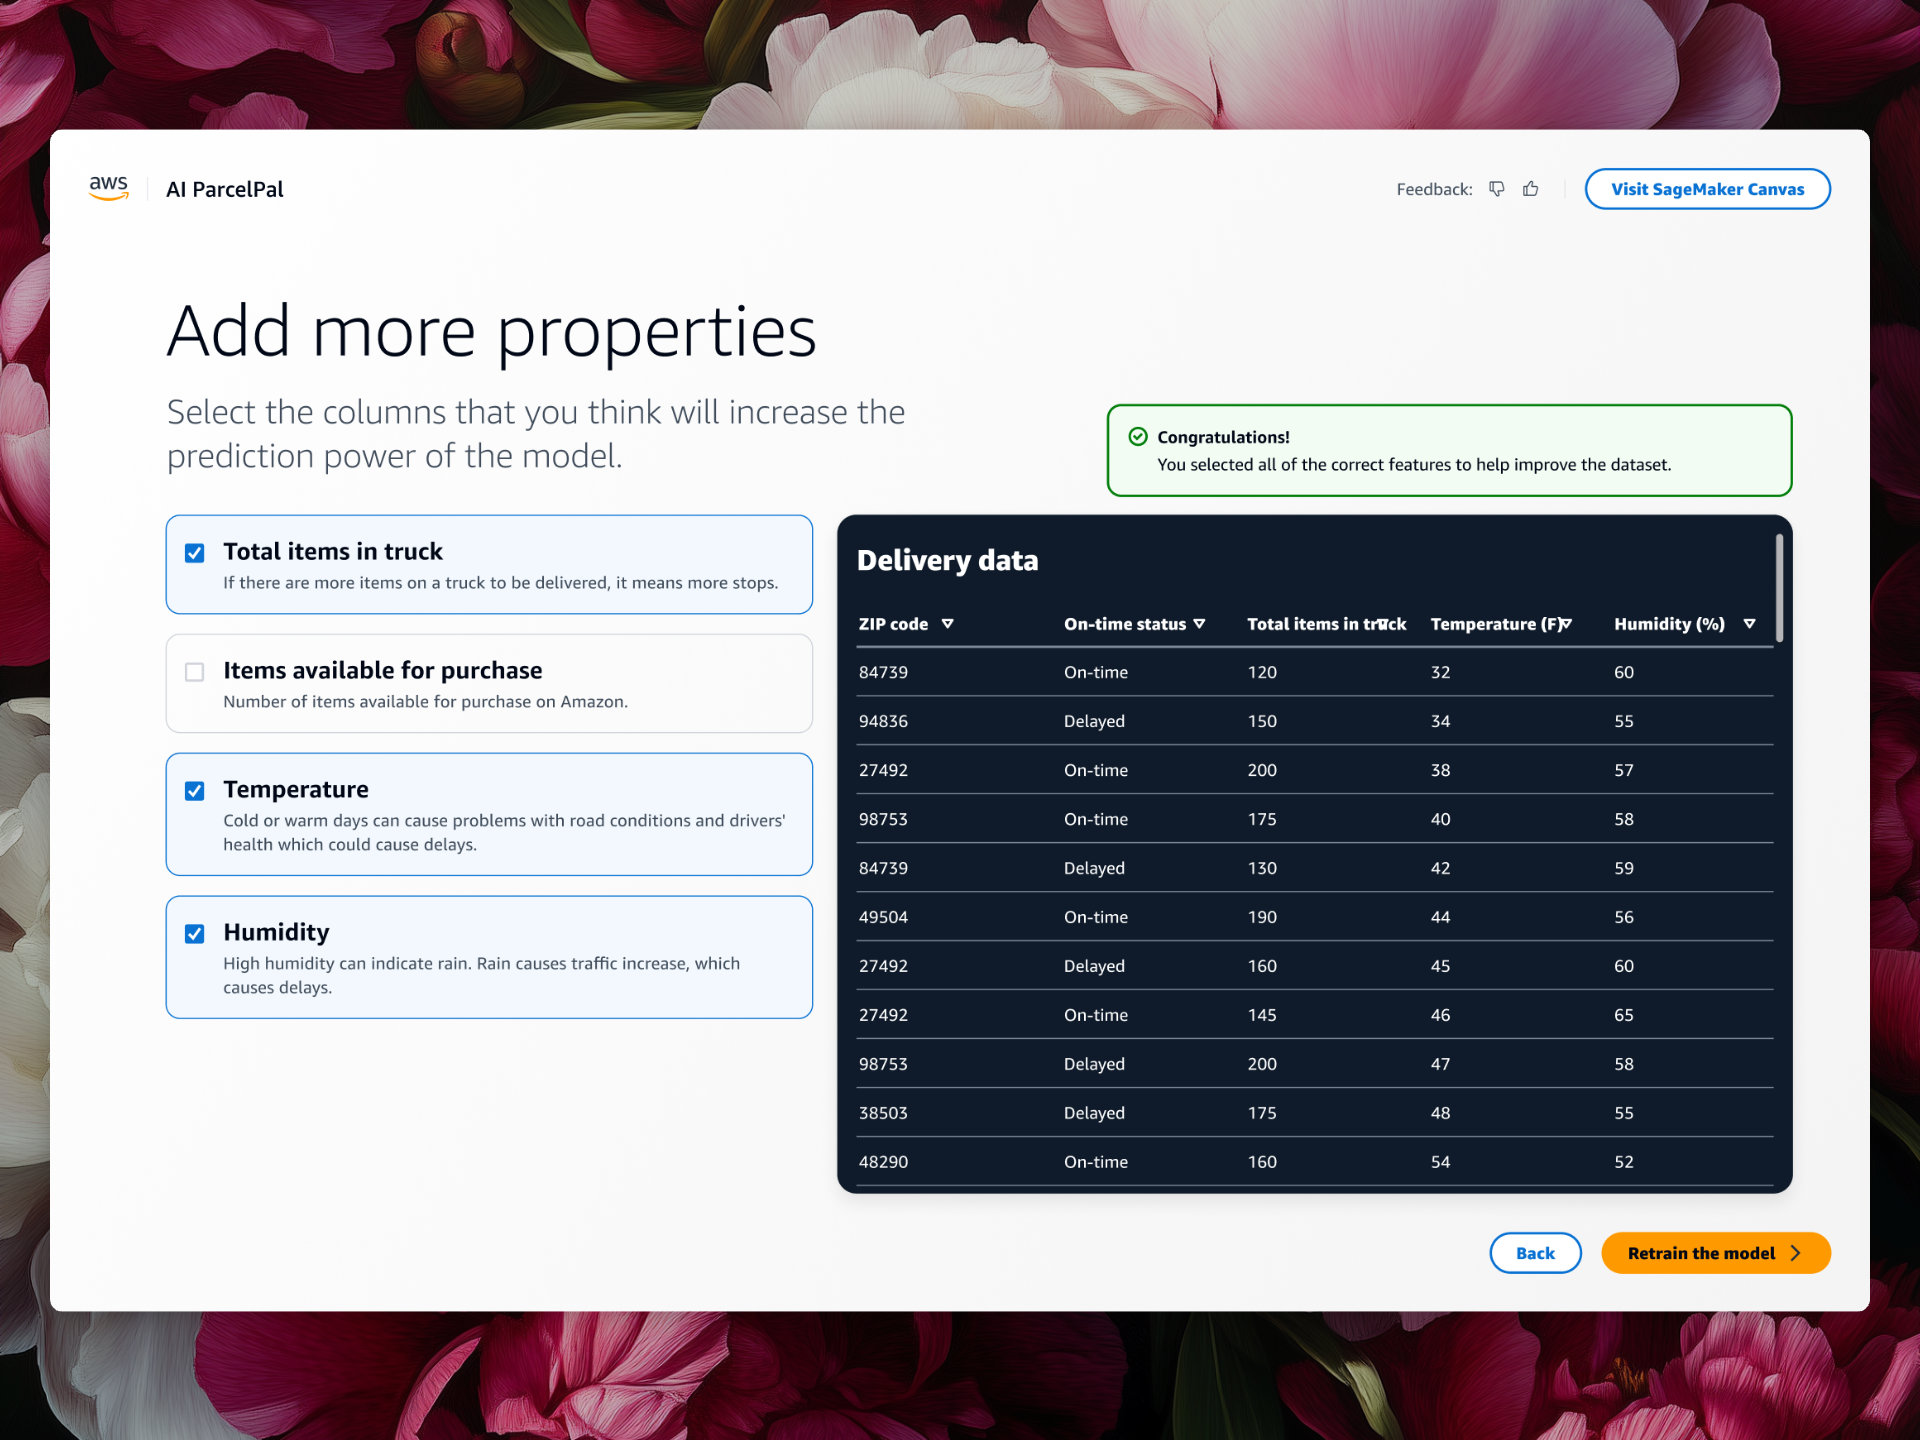 aws
AI ParcelPal
Feedback:
Visit SageMaker Canvas
Add more properties
Select the columns that you think will increase the
prediction power of the model.
Congratulations!
You selected all of the correct features to help improve the dataset.
Total items in truck
If there are more items on a truck to be delivered, it means more stops.
Items available for purchase
Number of items available for purchase on Amazon.
Temperature
Cold or warm days can cause problems with road conditions and drivers'
health which could cause delays.
Humidity
High humidity can indicate rain. Rain causes traffic increase, which
causes delays.
Delivery data
ZIP code On-time status Total items in truck Temperature (F) Humidity (%)
84739 On-time 120 32 60
94836 Delayed 150 34 55
27492 On-time 200 38 57
98753 On-time 175 40 58
84739 Delayed 130 42 59
49504 On-time 190 44 56
27492 Delayed 160 45 60
27492 On-time 145 46 65
98753 Delayed 200 47 58
38503 Delayed 175 48 55
48290 On-time 160 54 52
Back
Retrain the model